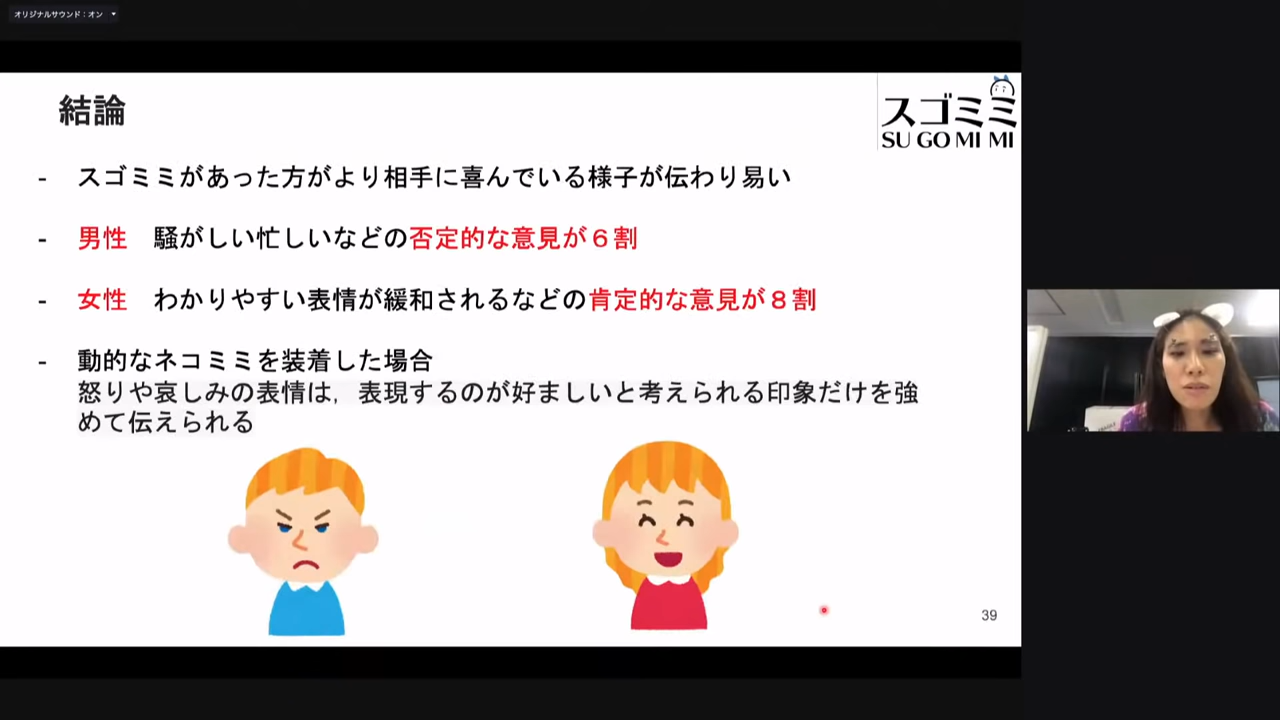 オリジナルサウンド：オン
結論
スゴミミ
SU GO MI MI
- スゴミミがあった方がより相手に喜んでいる様子が伝わり易い
- 男性　騒がしい忙しいなどの否定的な意見が６割
- 女性　わかりやすい表情が緩和されるなどの肯定的な意見が８割
- 動的なネコミミを装着した場合
怒りや哀しみの表情は，表現するのが好ましいと考えられる印象だけを強
めて伝えられる
39